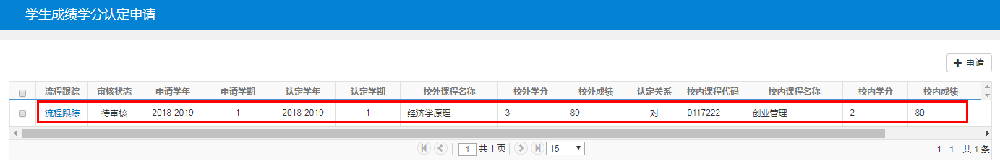 学生成绩学分认定申请
申请
流程跟踪 审核状态 申请学年 申请学期 认定学年 认定学期 校外课程名称 校外学分 校外成绩 认定关系 校内课程代码 校内课程名称 校内学分 校内成绩
流程跟踪 待审核 2018-2019 1 2018-2019 1 经济学原理 3 89 一对一 0117222 创业管理 2 80
1 共 1 页 15 1 - 1 共 1 条